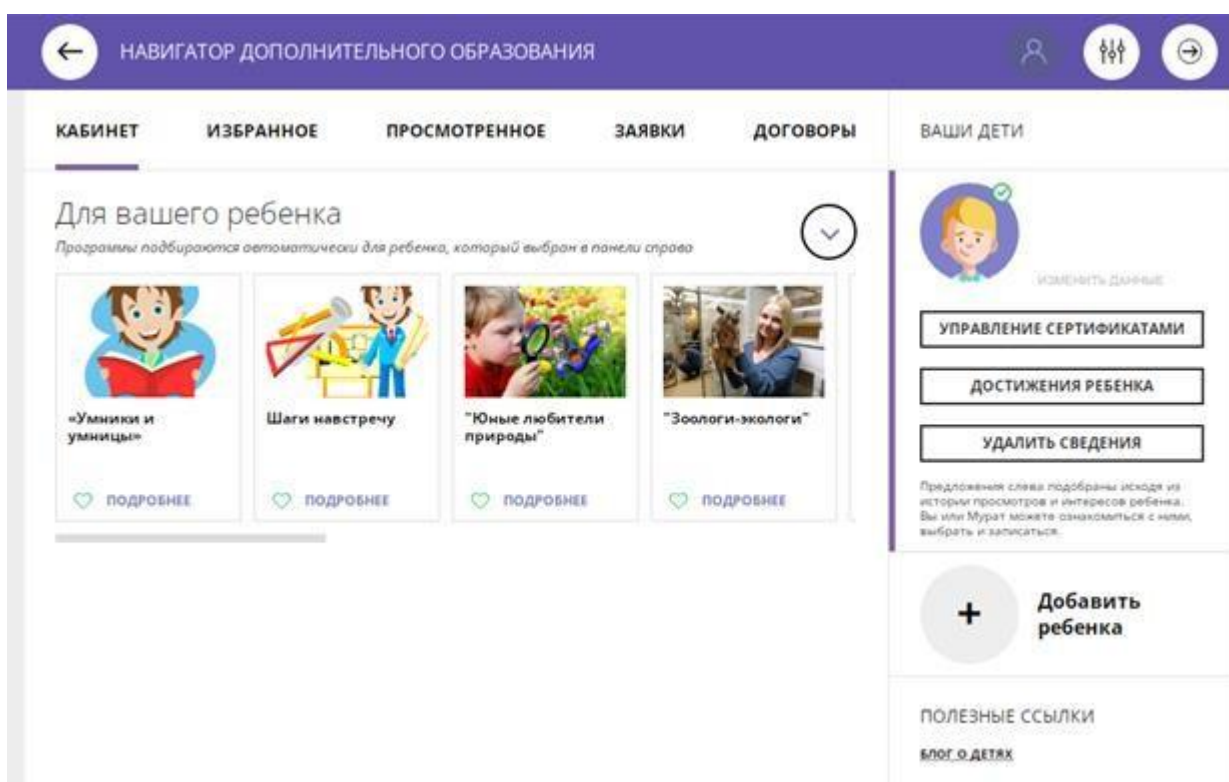 НАВИГАТОР ДОПОЛНИТЕЛЬНОГО ОБРАЗОВАНИЯ
КАБИНЕТ
ИЗБРАННОЕ
ПРОСМОТРЕННОЕ
ЗАЯВКИ
ДОГОВОРЫ
Для вашего ребенка
Программы подбираются автоматически для ребенка, который выбран в панели справа
«Умники и
умницы»
ПОДРОБНЕЕ
Шаги навстречу
ПОДРОБНЕЕ
"Юные любители
природы"
ПОДРОБНЕЕ
"Зоологи-экологи"
ПОДРОБНЕЕ
ВАШИ ДЕТИ
ИЗМЕНИТЬ ДАННЫЕ
УПРАВЛЕНИЕ СЕРТИФИКАТАМИ
ДОСТИЖЕНИЯ РЕБЕНКА
УДАЛИТЬ СВЕДЕНИЯ
Предложения слева подобраны исходя из
истории просмотров и интересов ребенка.
Вы или Мурат можете ознакомиться с ними,
выбрать и записаться.
Добавить
ребенка
ПОЛЕЗНЫЕ ССЫЛКИ
БЛОГ О ДЕТЯХ